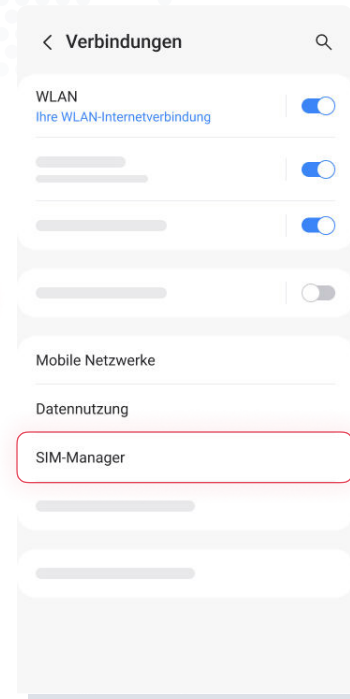 Verbindungen
WLAN
Ihre WLAN-Internetverbindung
Mobile Netzwerke
Datennutzung
SIM-Manager